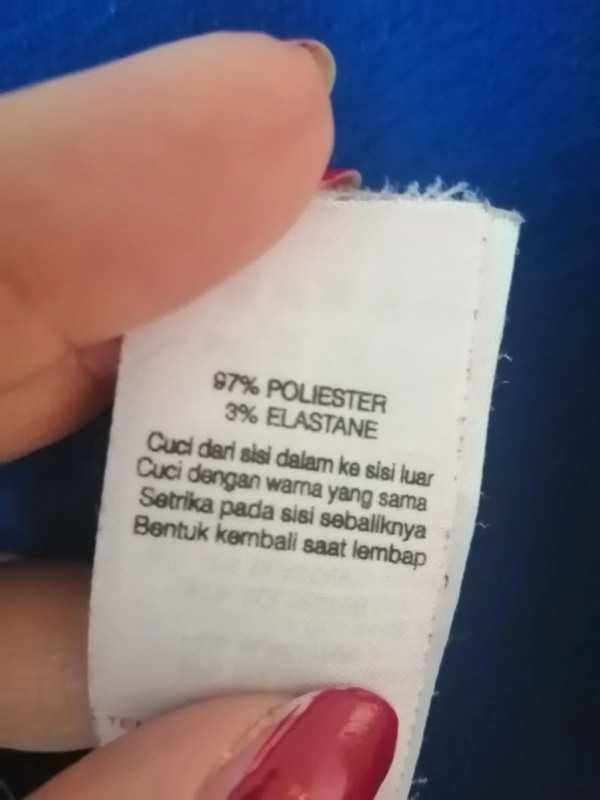 97% POLIESTER
3% ELASTANE
Cuci dari sisi dalam ke sisi luar
Cuci dengan warna yang sama
Setrika pada sisi sebaliknya
Bentuk kembali saat lembap